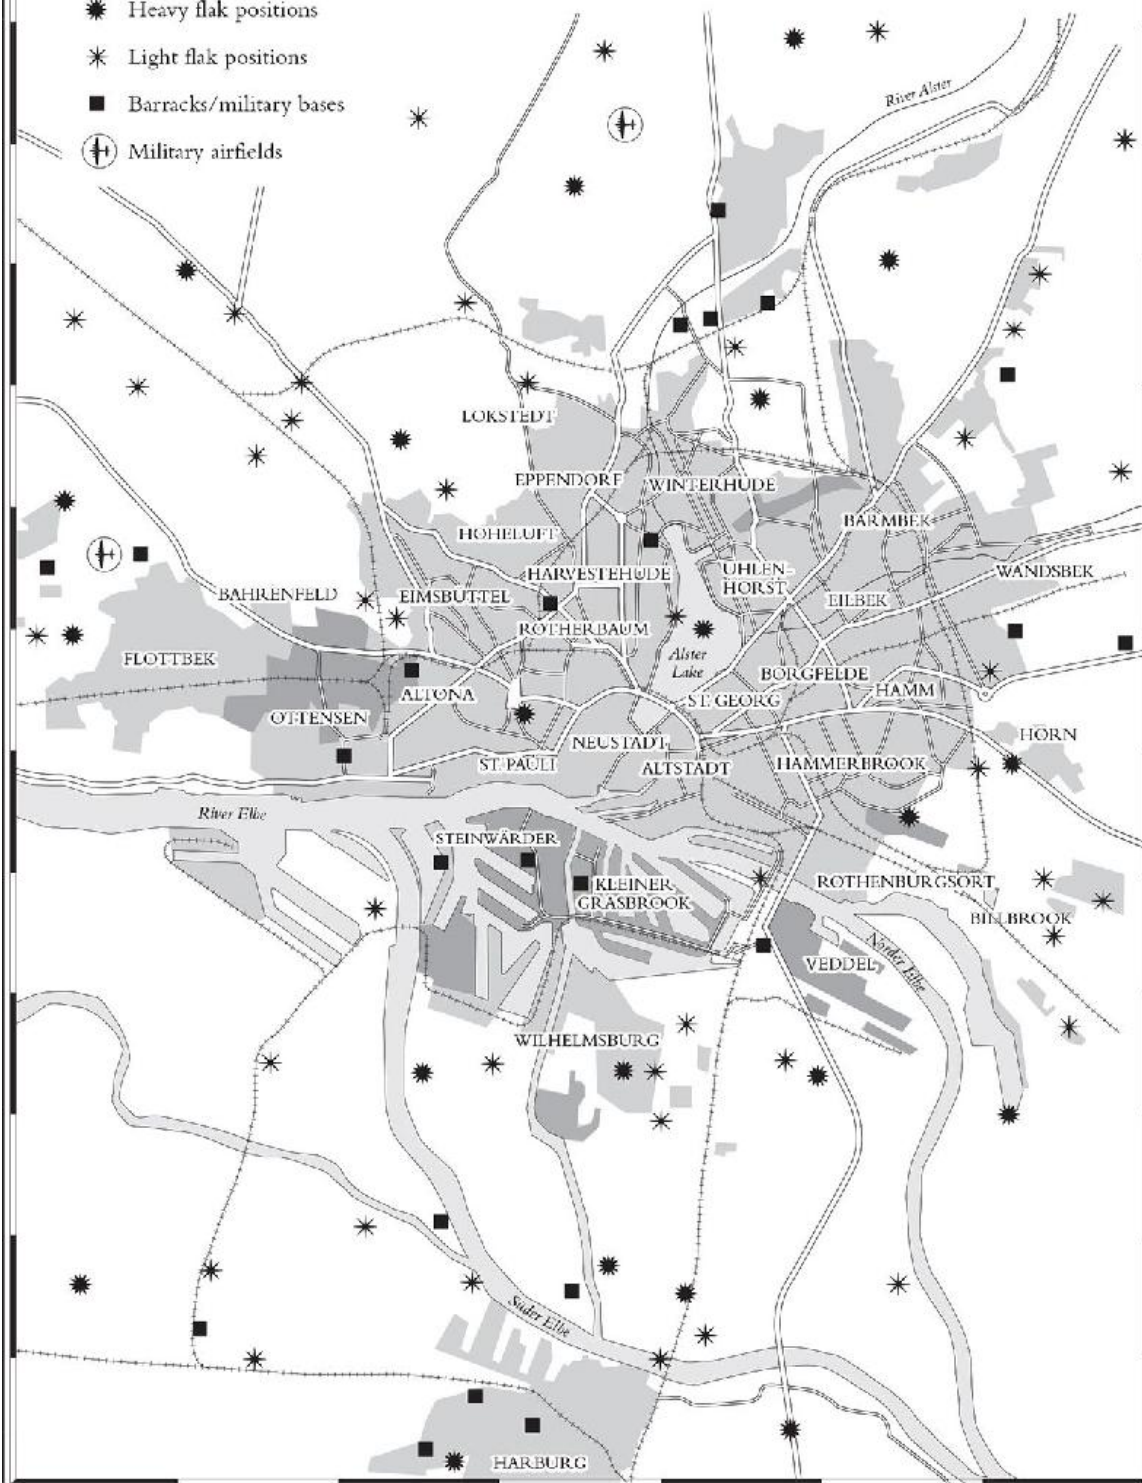 Heavy flak positions
Light flak positions
Barracks/military bases
Military airfields
River Alster
LOKSTEDT
EPPENDORF
WINTERHUDE
BARMBEK
HOHELUFT
HARVESTEHUDE
UHLEN-
HORST
WANDSBEK
BAHRENFELD
EIMSBÜTTEL
EILBEK
ROTHERBAUM
FLOTTBEK
Alster
Lake
BORGFELDE
ALTONA
ST. GEORG
HAMM
OTTENSEN
NEUSTADT
HORN
ST. PAULI
ALTSTADT
HAMMERBROOK
River Elbe
STEINWÄRDER
KLEINER
GRASBROOK
ROTHENBURGSORT
BILLBROOK
VEDDEL
Norder Elbe
WILHELMSBURG
Süder Elbe
HARBURG